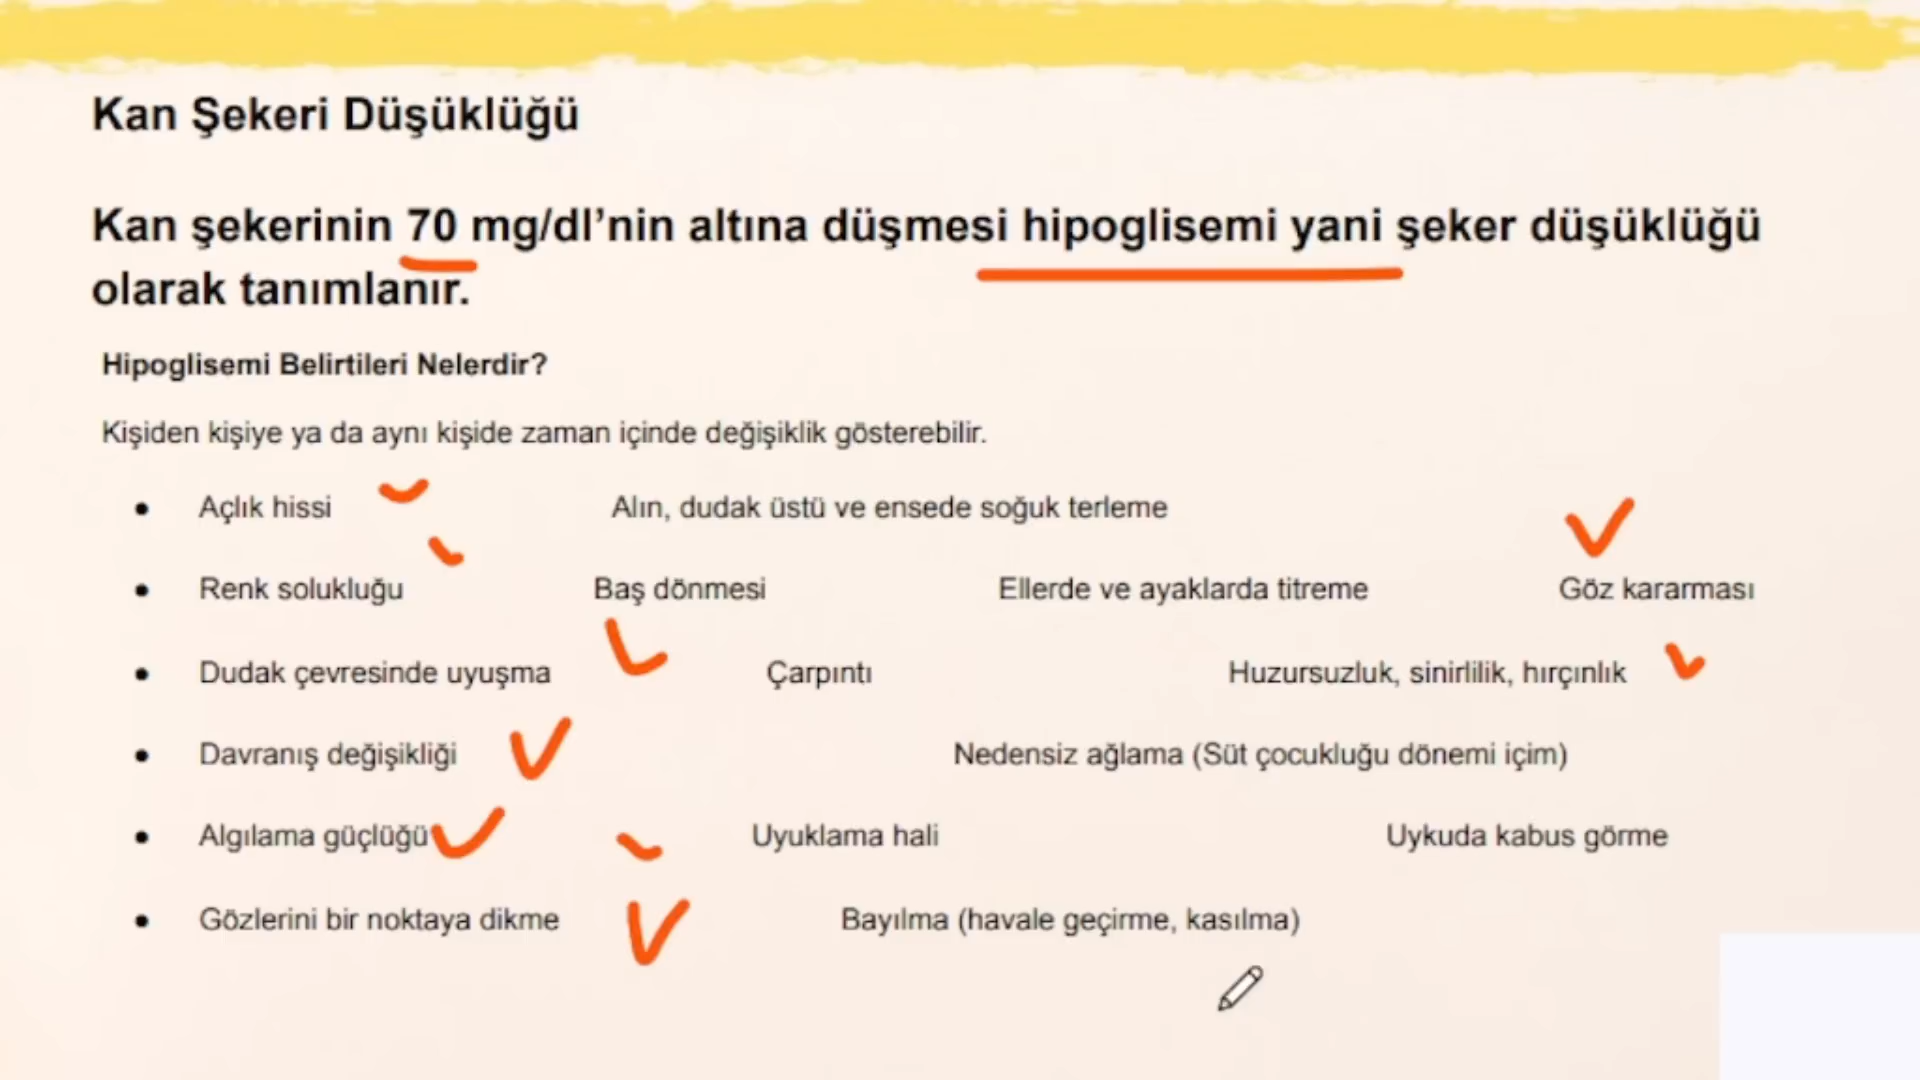 Kan Şekeri Düşüklüğü
Kan şekerinin 70 mg/dl’nin altına düşmesi hipoglisemi yani şeker düşüklüğü
olarak tanımlanır.
Hipoglisemi Belirtileri Nelerdir?
Kişiden kişiye ya da aynı kişide zaman içinde değişiklik gösterebilir.
• Açlık hissi Alın, dudak üstü ve ensede soğuk terleme
• Renk solukluğu Baş dönmesi Ellerde ve ayaklarda titreme Göz kararması
• Dudak çevresinde uyuşma Çarpıntı Huzursuzluk, sinirlilik, hırçınlık
• Davranış değişikliği Nedensiz ağlama (Süt çocukluğu dönemi içim)
• Algılama güçlüğü Uyuklama hali Uykuda kabus görme
• Gözlerini bir noktaya dikme Bayılma (havale geçirme, kasılma)